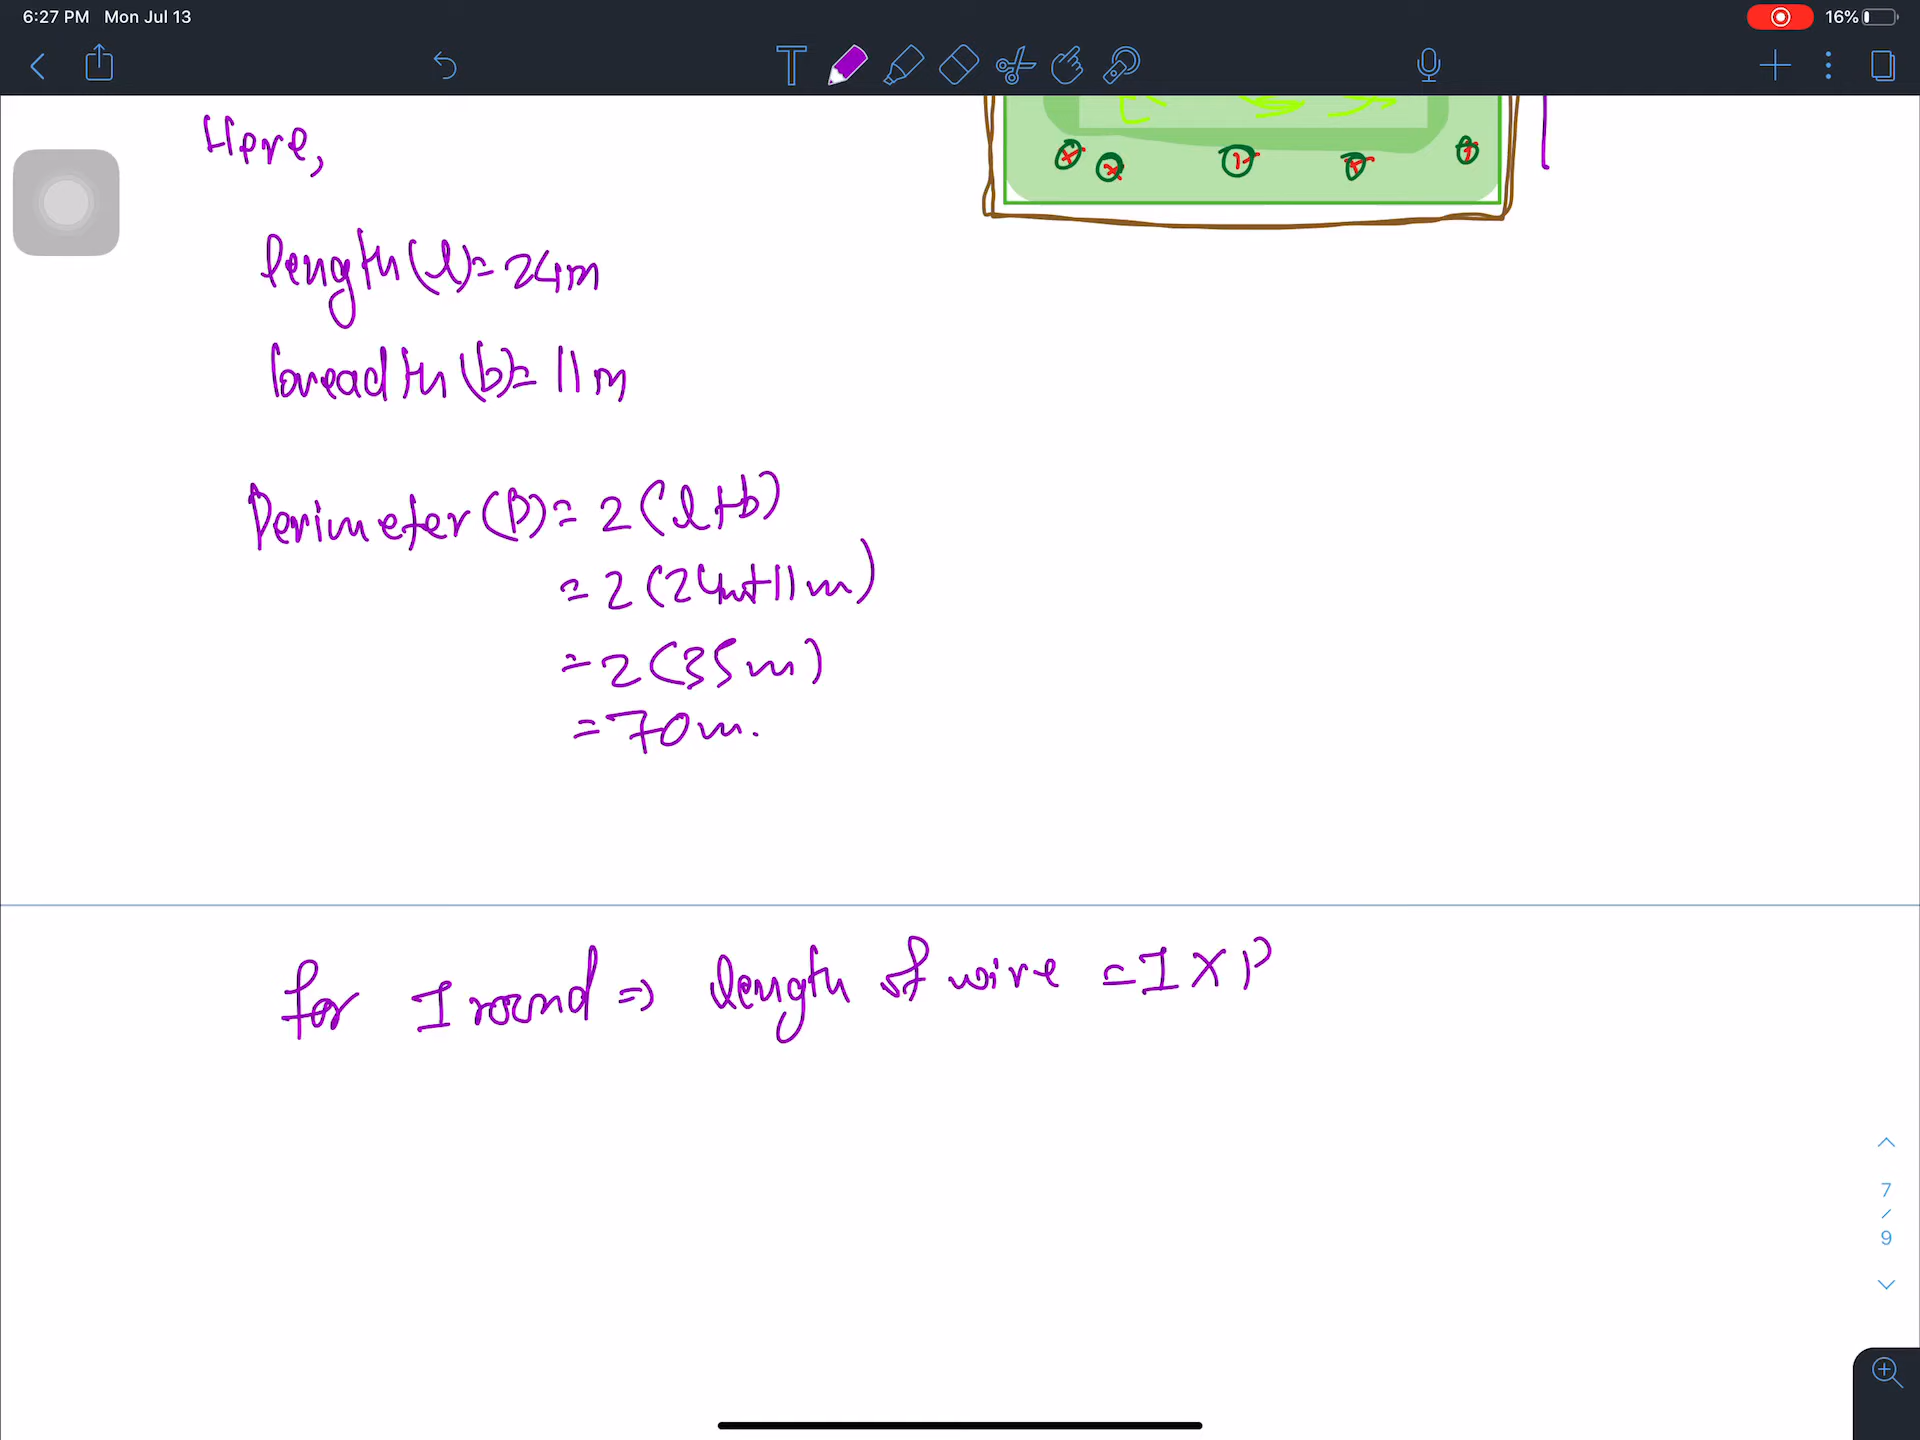 6:27 PM Mon Jul 13
16%
T
Here,
length (l) = 24m
breadth (b) = 11m
Perimeter (P) = 2 (l+b)
= 2 (24m+11m)
= 2 (35m)
= 70m.
for 1 round ⇒ length of wire = 1 × P
7
/
9